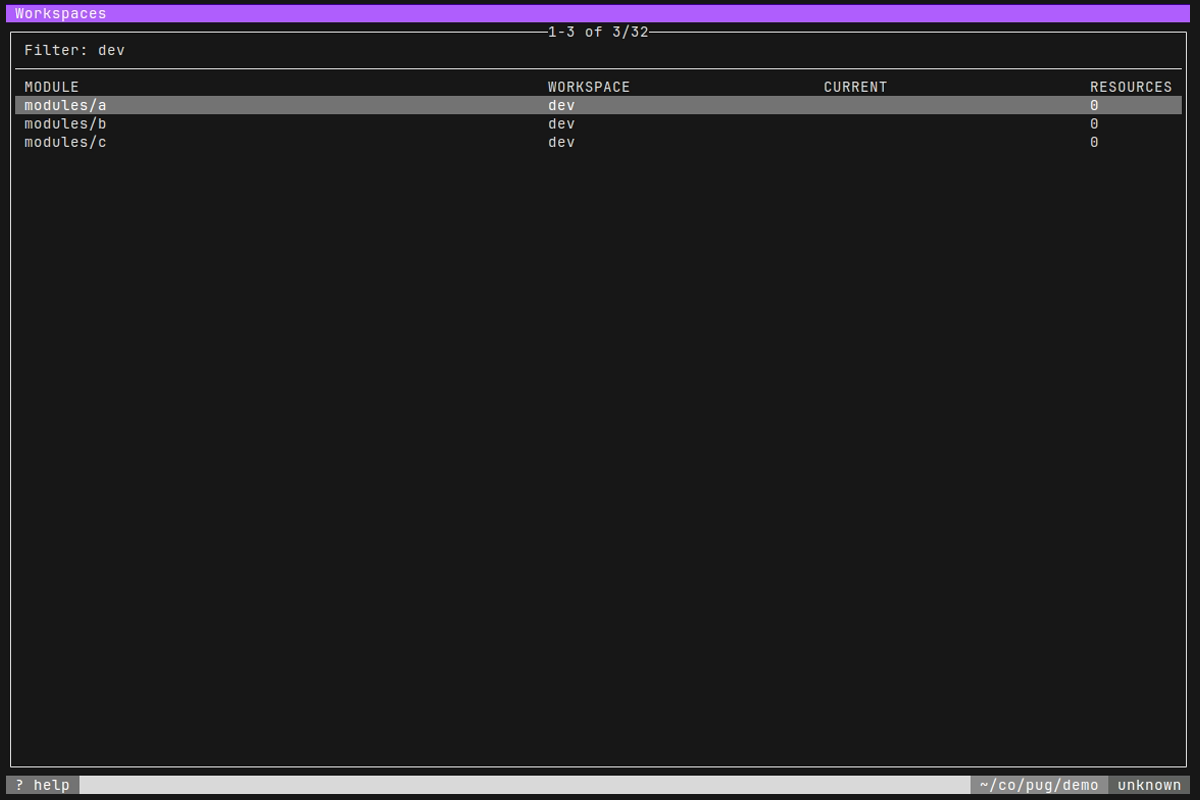 Workspaces
1-3 of 3/32
Filter: dev
MODULE WORKSPACE CURRENT RESOURCES
modules/a dev 0
modules/b dev 0
modules/c dev 0
? help ~/co/pug/demo unknown